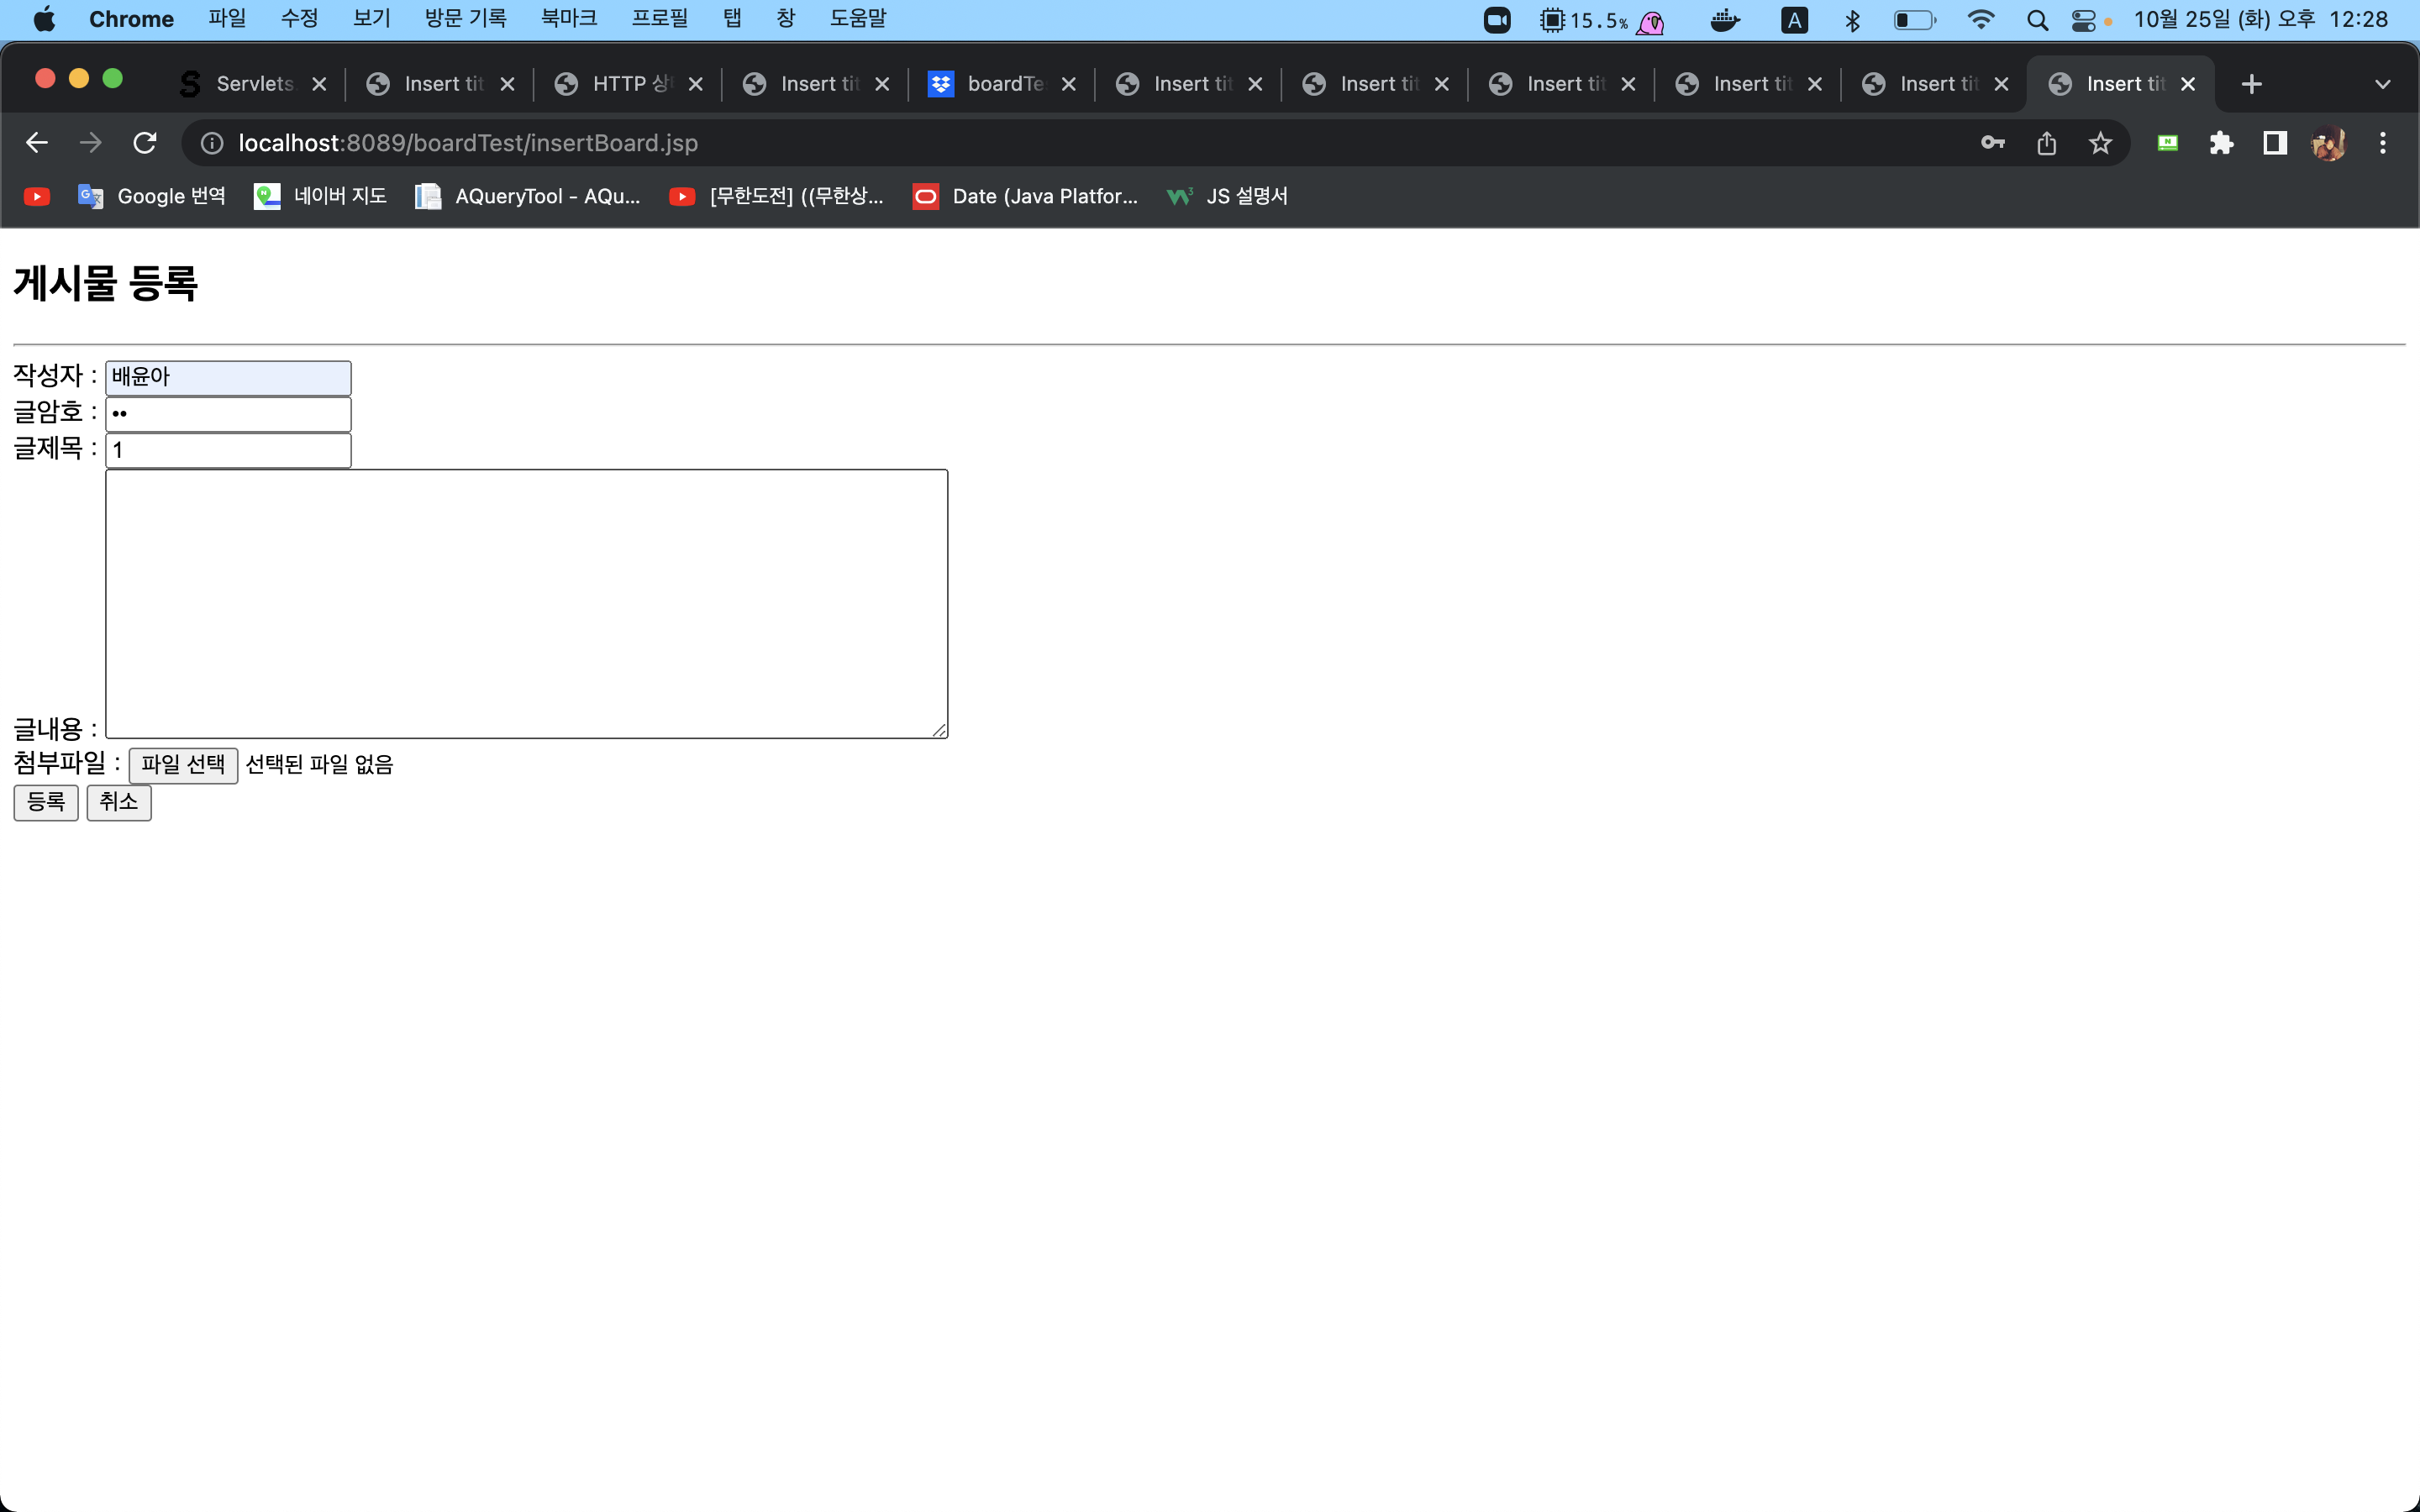 Chrome 파일 수정 보기 방문 기록 북마크 프로필 탭 창 도움말 15.5% A 10월 25일 (화) 오후 12:28
Servlets Insert tit HTTP 상 Insert tit boardTe Insert tit Insert tit Insert tit Insert tit Insert tit Insert tit
localhost:8089/boardTest/insertBoard.jsp
Google 번역 네이버 지도 AQueryTool - AQu... [무한도전] ((무한상... Date (Java Platfor... JS 설명서
게시물 등록
작성자 : 배윤아
글암호 : ••
글제목 : 1
글내용 :
첨부파일 : 파일 선택 선택된 파일 없음
등록 취소